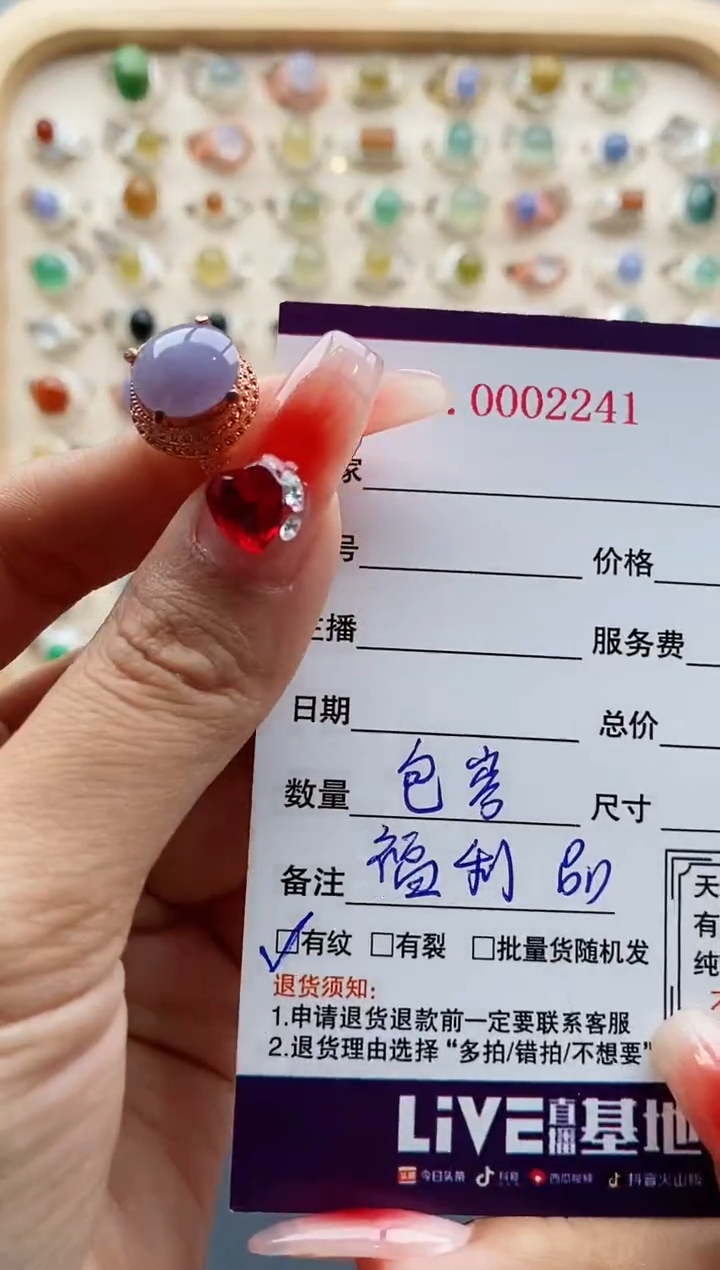 . 0002241
家
号 价格
主播 服务费
日期 总价
数量 包害 尺寸
备注 福利品
☑有纹 □有裂 □批量货随机发
天
有
纯
退货须知:
1.申请退货退款前一定要联系客服
2.退货理由选择“多拍/错拍/不想要”
LiVE直播基地
今日头条 抖音 西瓜视频 抖音火山版